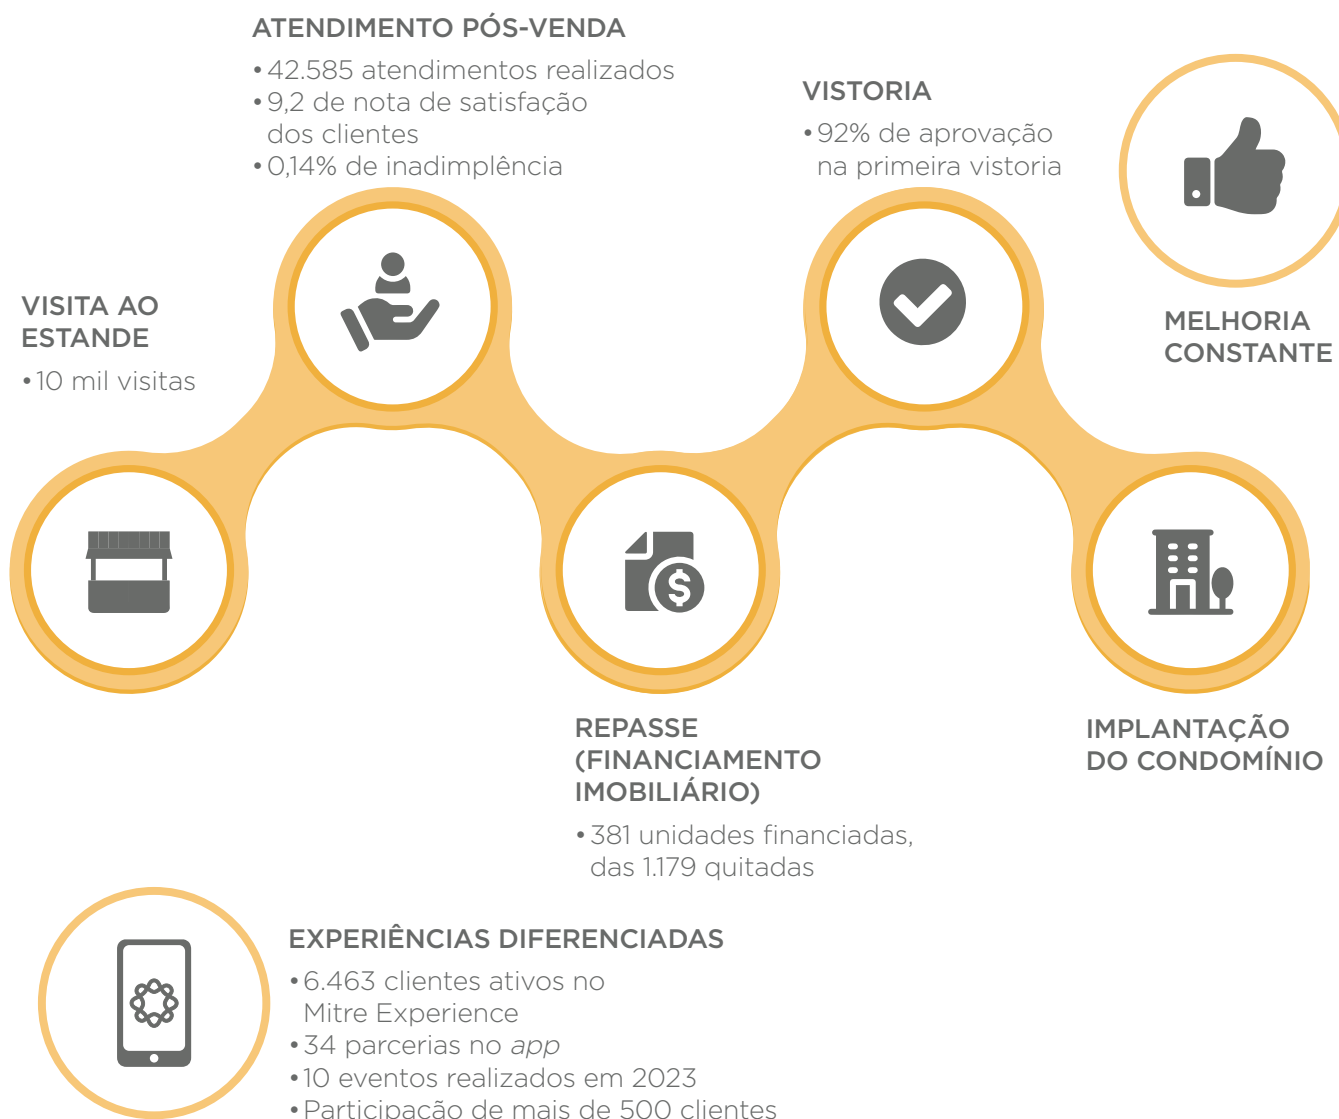 ATENDIMENTO PÓS-VENDA
• 42.585 atendimentos realizados
• 9,2 de nota de satisfação
dos clientes
• 0,14% de inadimplência
VISTORIA
• 92% de aprovação
na primeira vistoria
VISITA AO
ESTANDE
• 10 mil visitas
MELHORIA
CONSTANTE
$
REPASSE
(FINANCIAMENTO
IMOBILIÁRIO)
• 381 unidades financiadas,
das 1.179 quitadas
IMPLANTAÇÃO
DO CONDOMÍNIO
EXPERIÊNCIAS DIFERENCIADAS
• 6.463 clientes ativos no
Mitre Experience
• 34 parcerias no app
• 10 eventos realizados em 2023
• Participação de mais de 500 clientes